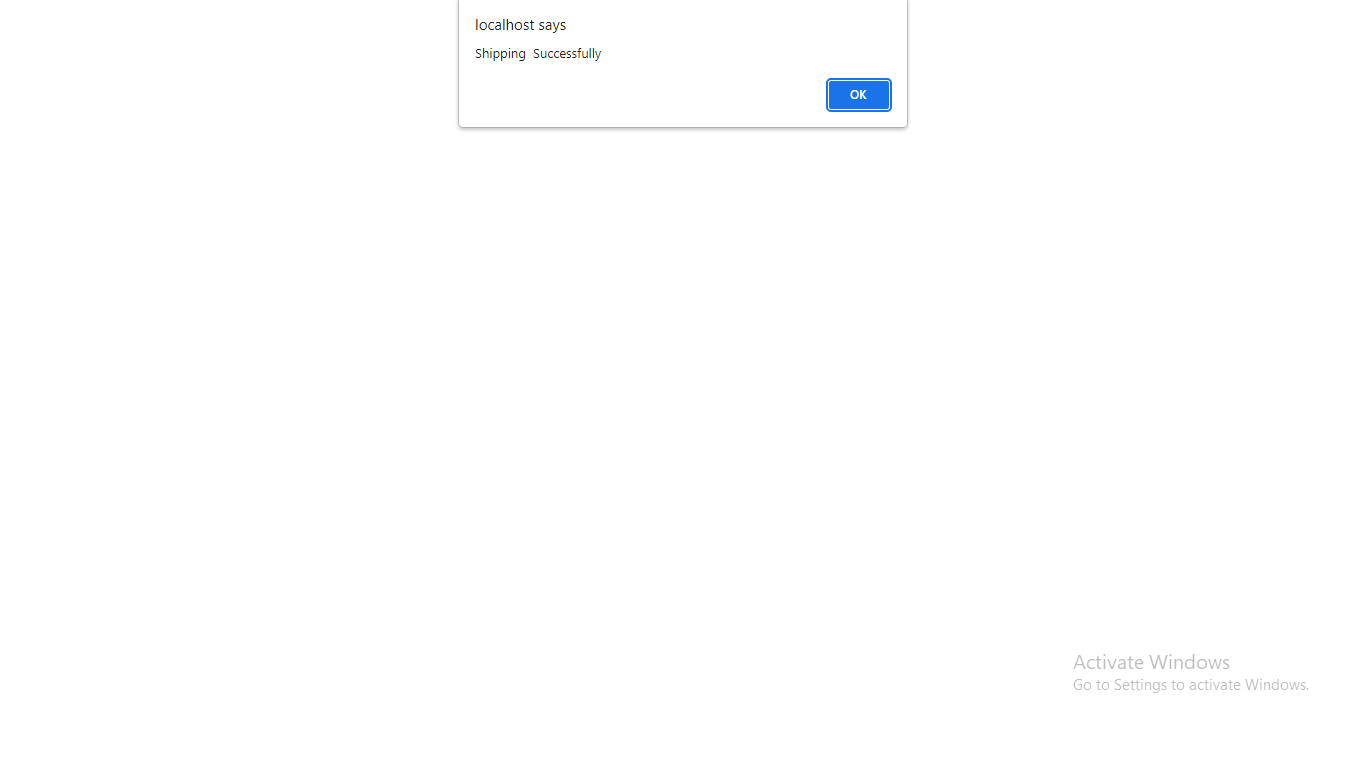 localhost says
Shipping  Successfully
OK
Activate Windows
Go to Settings to activate Windows.